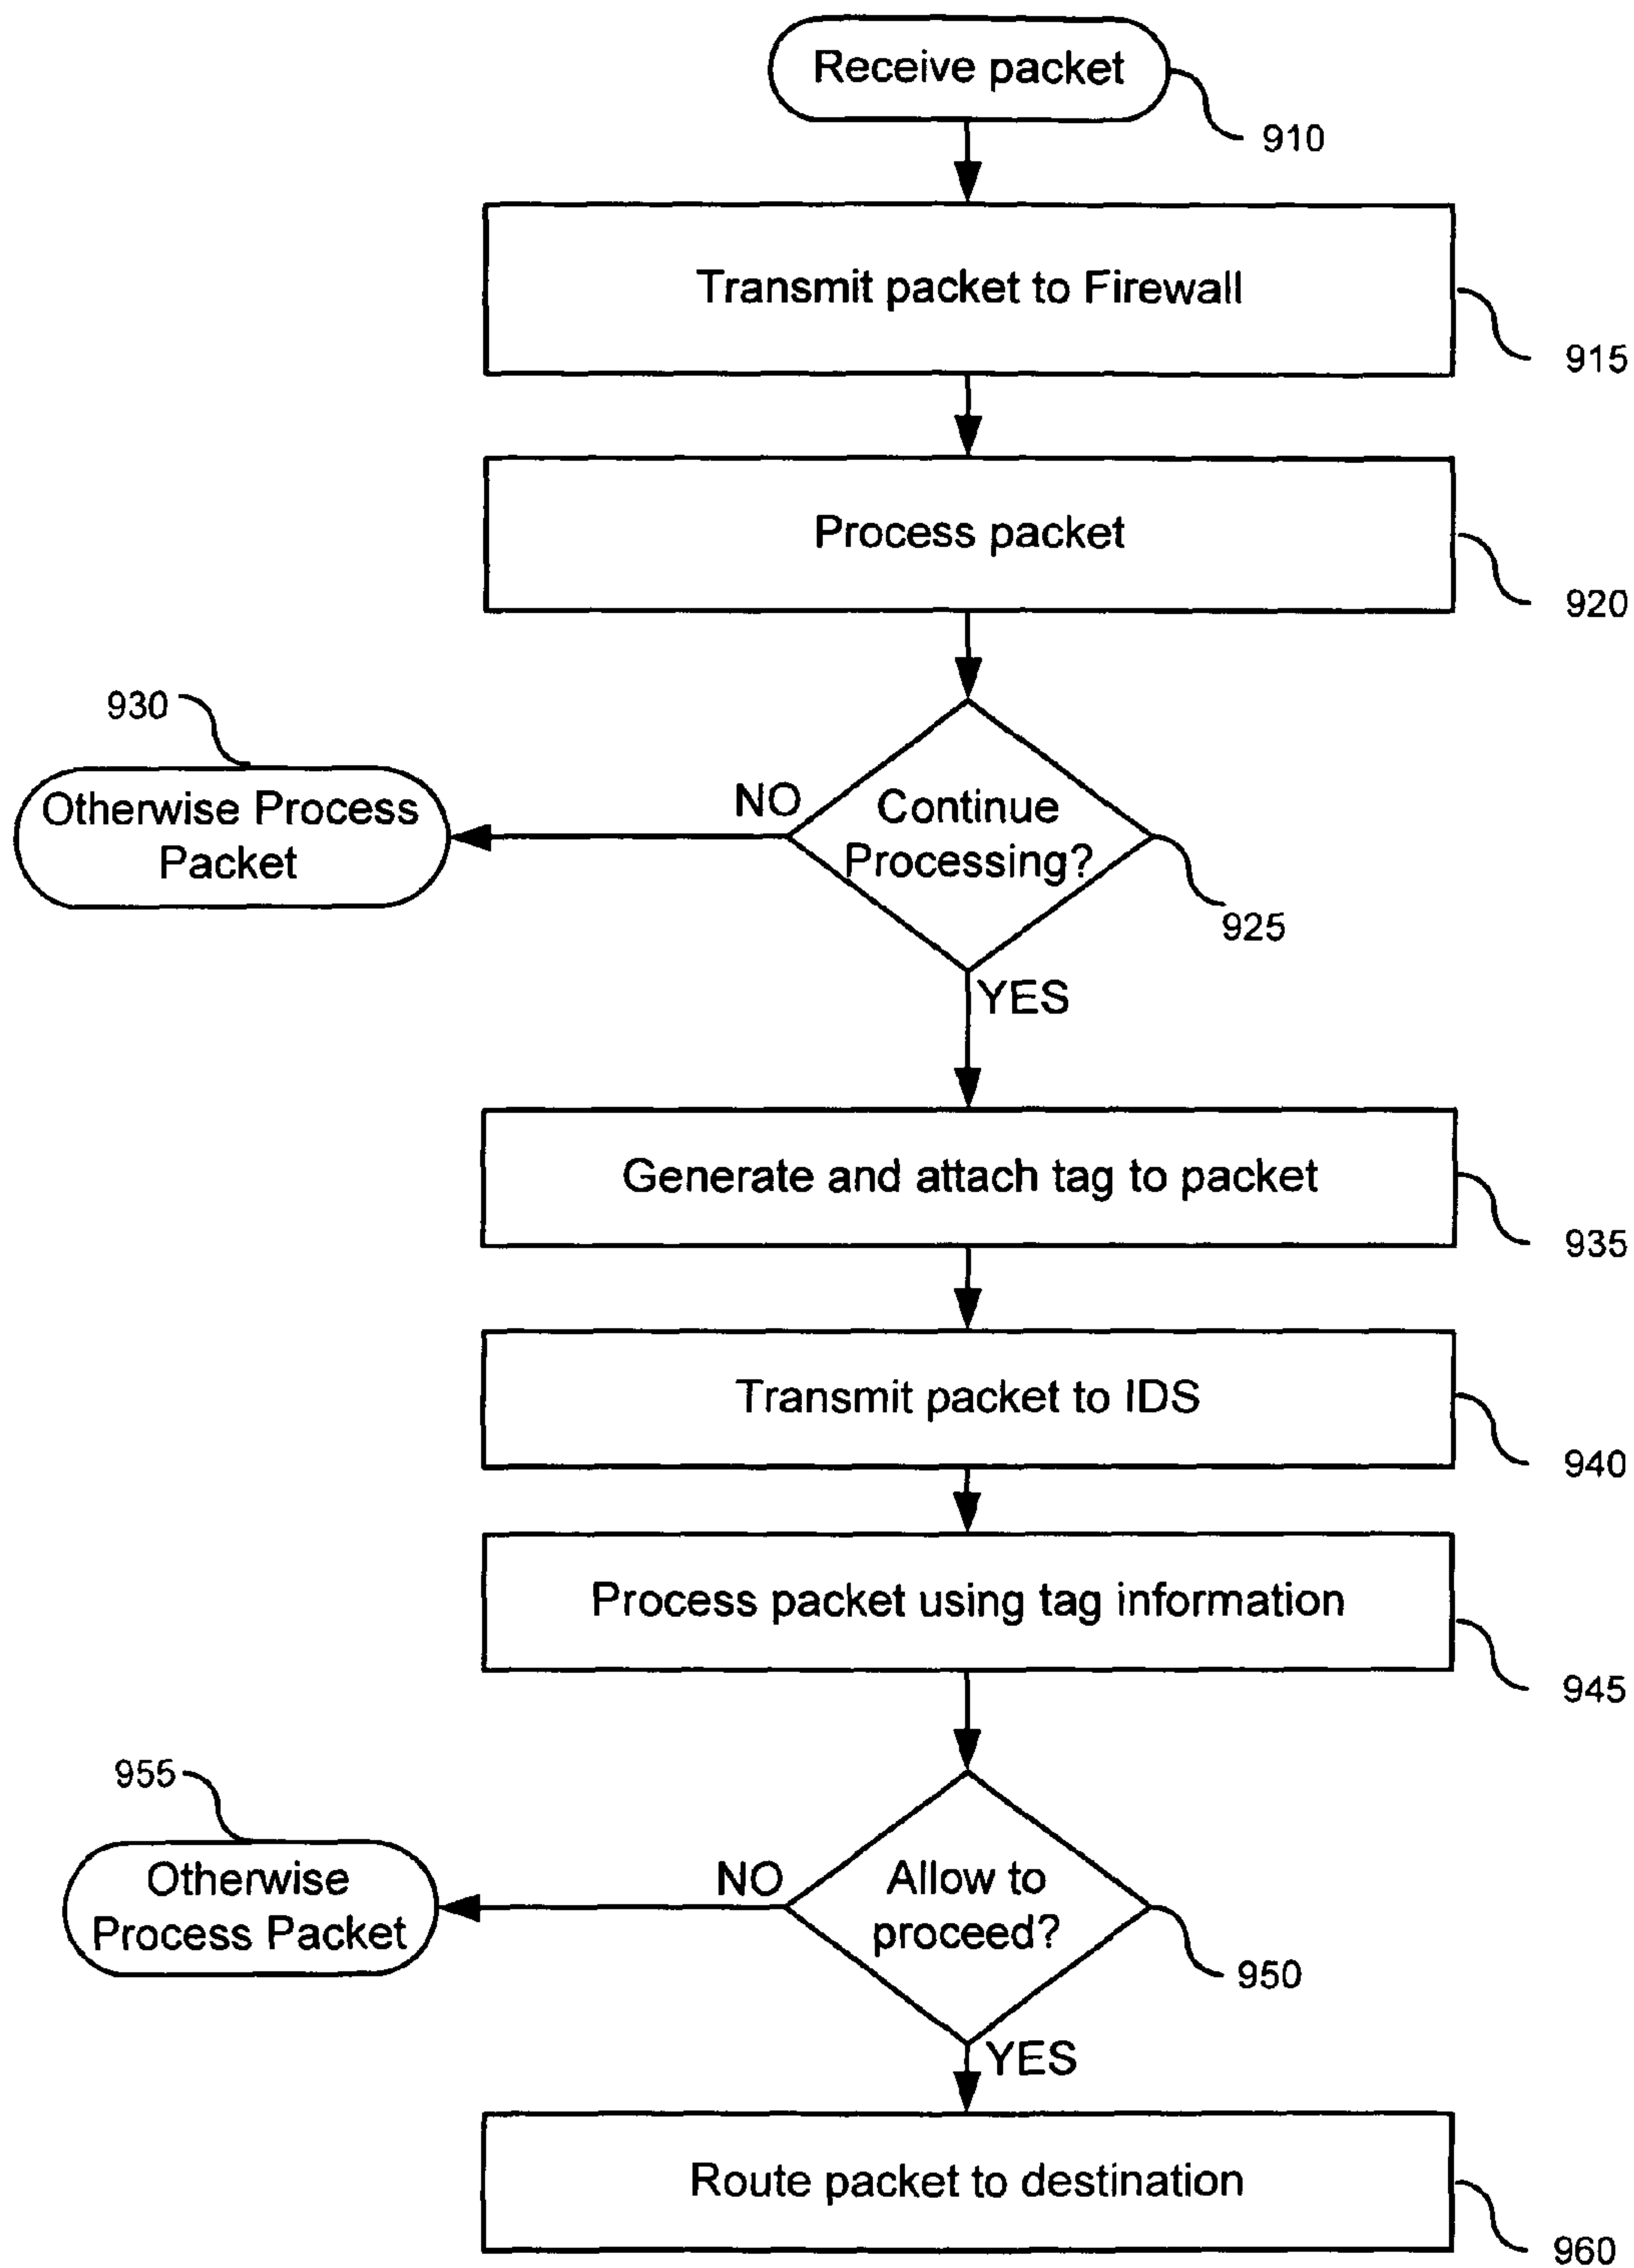 Receive packet
910
Transmit packet to Firewall
915
Process packet
920
930
Otherwise Process
Packet
NO
Continue
Processing?
925
YES
Generate and attach tag to packet
935
Transmit packet to IDS
940
Process packet using tag information
945
955
Otherwise
Process Packet
NO
Allow to
proceed?
950
YES
Route packet to destination
960